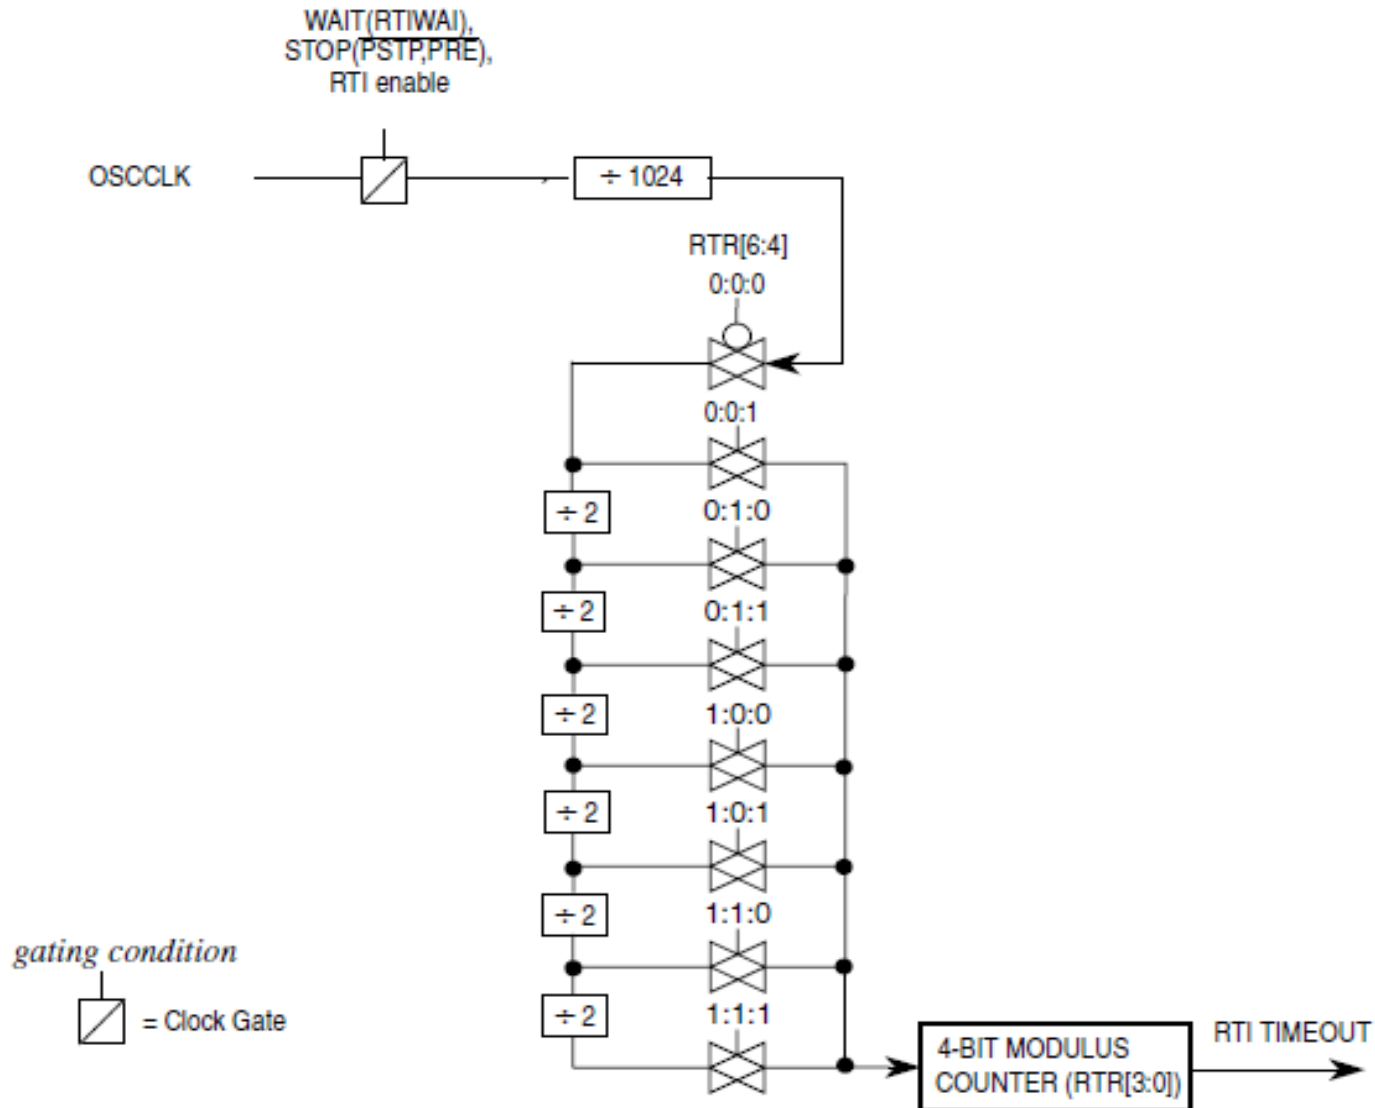 WAIT(RTIWAI),
STOP(PSTP,PRE),
RTI enable
OSCCLK
÷ 1024
RTR[6:4]
0:0:0
0:0:1
÷ 2
0:1:0
÷ 2
0:1:1
÷ 2
1:0:0
÷ 2
1:0:1
÷ 2
1:1:0
gating condition
÷ 2
1:1:1
= Clock Gate
4-BIT MODULUS
COUNTER (RTR[3:0])
RTI TIMEOUT